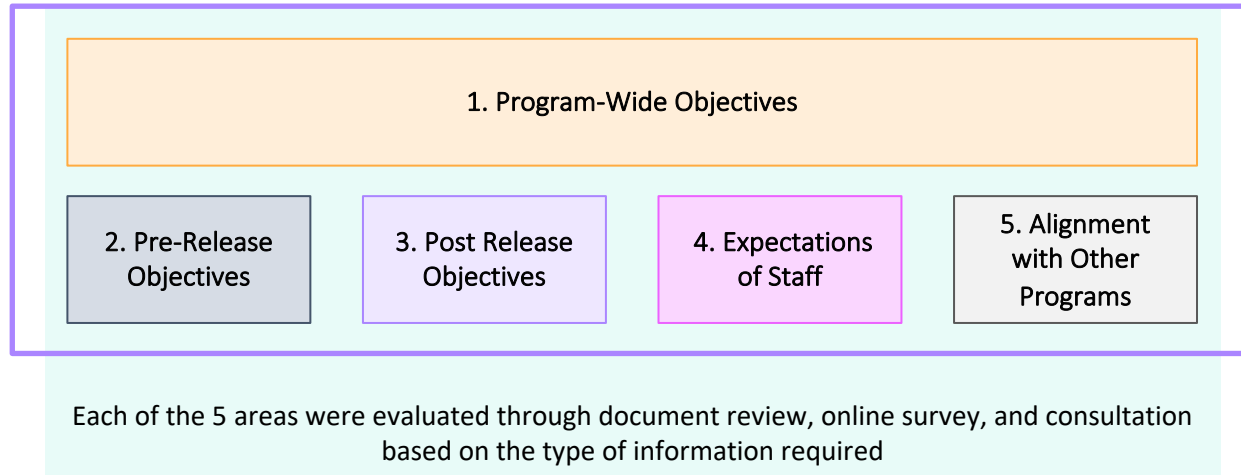 1. Program-Wide Objectives
2. Pre-Release
Objectives
3. Post Release
Objectives
4. Expectations
of Staff
5. Alignment
with Other
Programs
Each of the 5 areas were evaluated through document review, online survey, and consultation
based on the type of information required